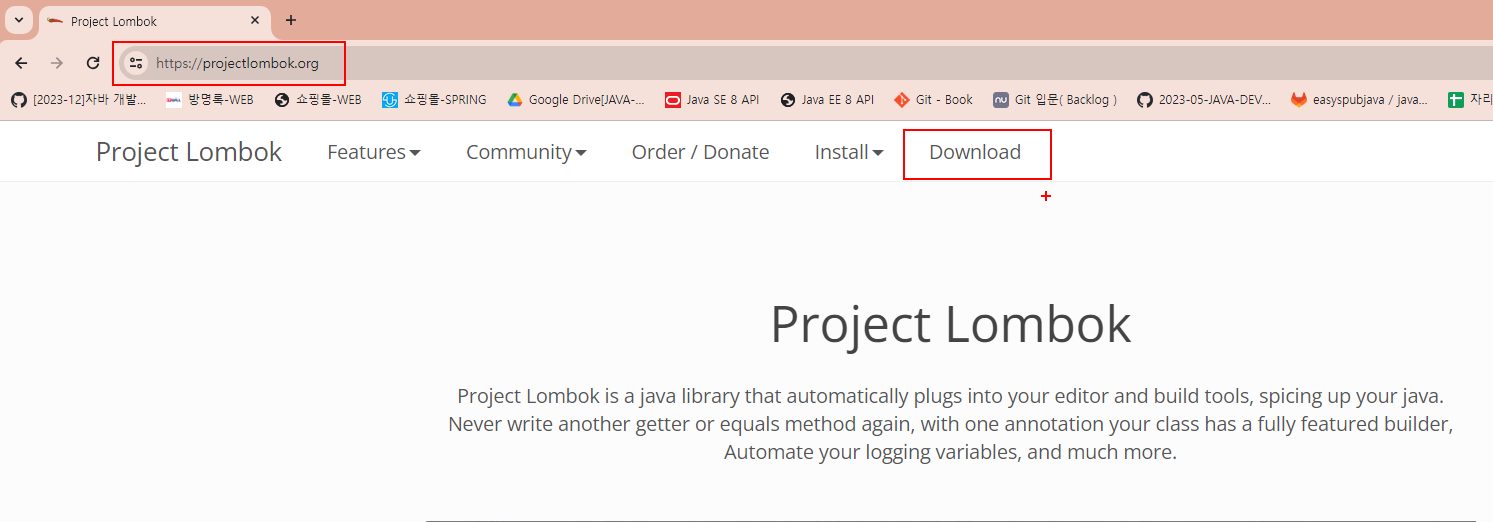 Project Lombok
https://projectlombok.org
[2023-12]자바 개발... 방명록-WEB 쇼핑몰-WEB 쇼핑몰-SPRING Google Drive[JAVA-... Java SE 8 API Java EE 8 API Git - Book Git 입문( Backlog ) 2023-05-JAVA-DEV... easyspubjava / java... 자리
Project Lombok Features Community Order / Donate Install Download
Project Lombok
Project Lombok is a java library that automatically plugs into your editor and build tools, spicing up your java.
Never write another getter or equals method again, with one annotation your class has a fully featured builder,
Automate your logging variables, and much more.